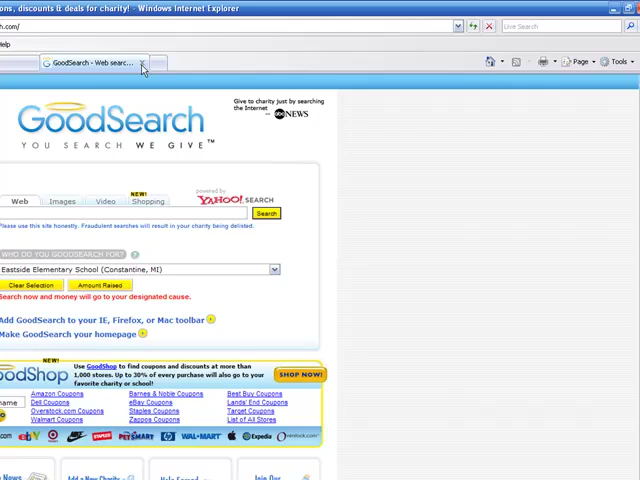 ons, discounts & deals for charity! - Windows Internet Explorer
h.com/
Live Search
Help
GoodSearch - Web searc...
Page
Tools
GoodSearch
YOU SEARCH WE GIVE™
Give to charity just by searching
the Internet
-- abc NEWS
NEW!
Web Images Video Shopping
powered by
YAHOO! SEARCH
Search
Please use this site honestly. Fraudulent searches will result in your charity being delisted.
WHO DO YOU GOODSEARCH FOR? ?
Eastside Elementary School (Constantine, MI)
Clear Selection Amount Raised
Search now and money will go to your designated cause.
Add GoodSearch to your IE, Firefox, or Mac toolbar
Make GoodSearch your homepage
NEW!
oodShop
Use GoodShop to find coupons and discounts at more than
1,000 stores. Up to 30% of every purchase will also go to your
favorite charity or school!
SHOP NOW!
name
Amazon Coupons Barnes & Noble Coupons Best Buy Coupons
Dell Coupons eBay Coupons Lands' End Coupons
Overstock.com Coupons Staples Coupons Target Coupons
Walmart Coupons Zappos Coupons List of All Stores
.com ebY STAPLES PETSMART hp WAL-MART Expedia overstock.com
News Add a New Charity Join Our